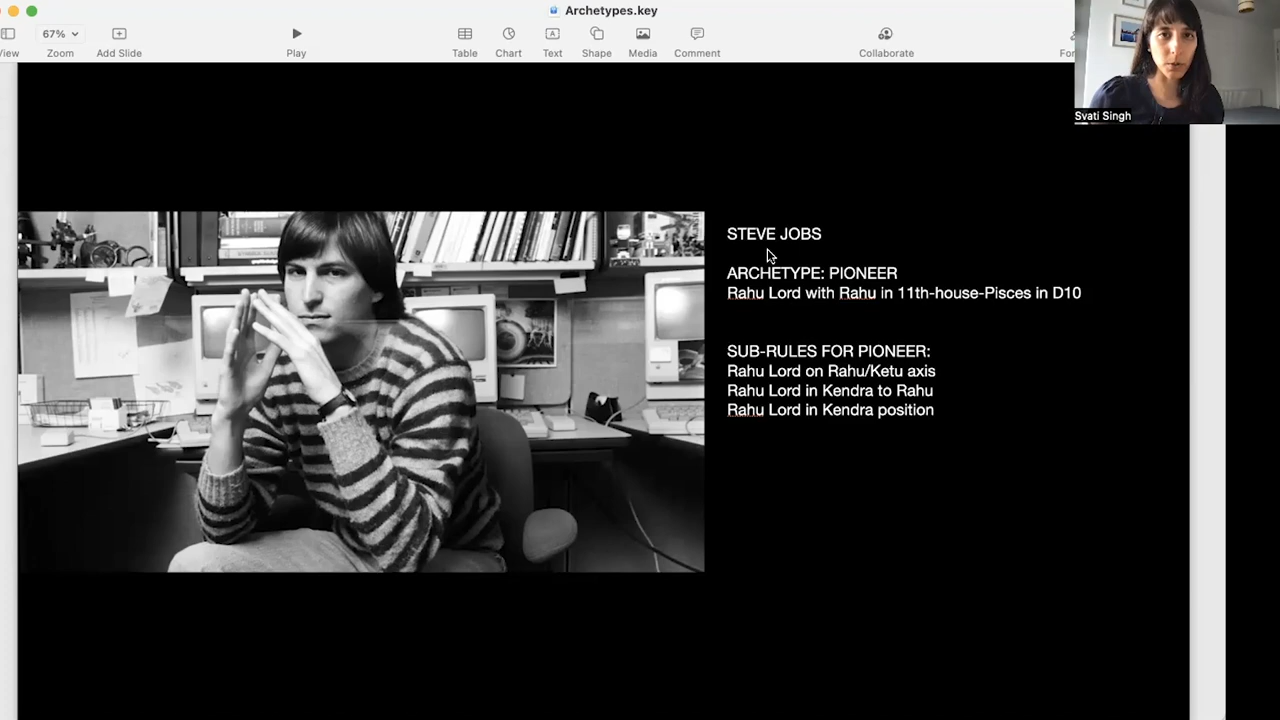 Archetypes.key
View
67%
Zoom
Add Slide
Play
Table
Chart
Text
Shape
Media
Comment
Collaborate
Svati Singh
STEVE JOBS
ARCHETYPE: PIONEER
Rahu Lord with Rahu in 11th-house-Pisces in D10
SUB-RULES FOR PIONEER:
Rahu Lord on Rahu/Ketu axis
Rahu Lord in Kendra to Rahu
Rahu Lord in Kendra position